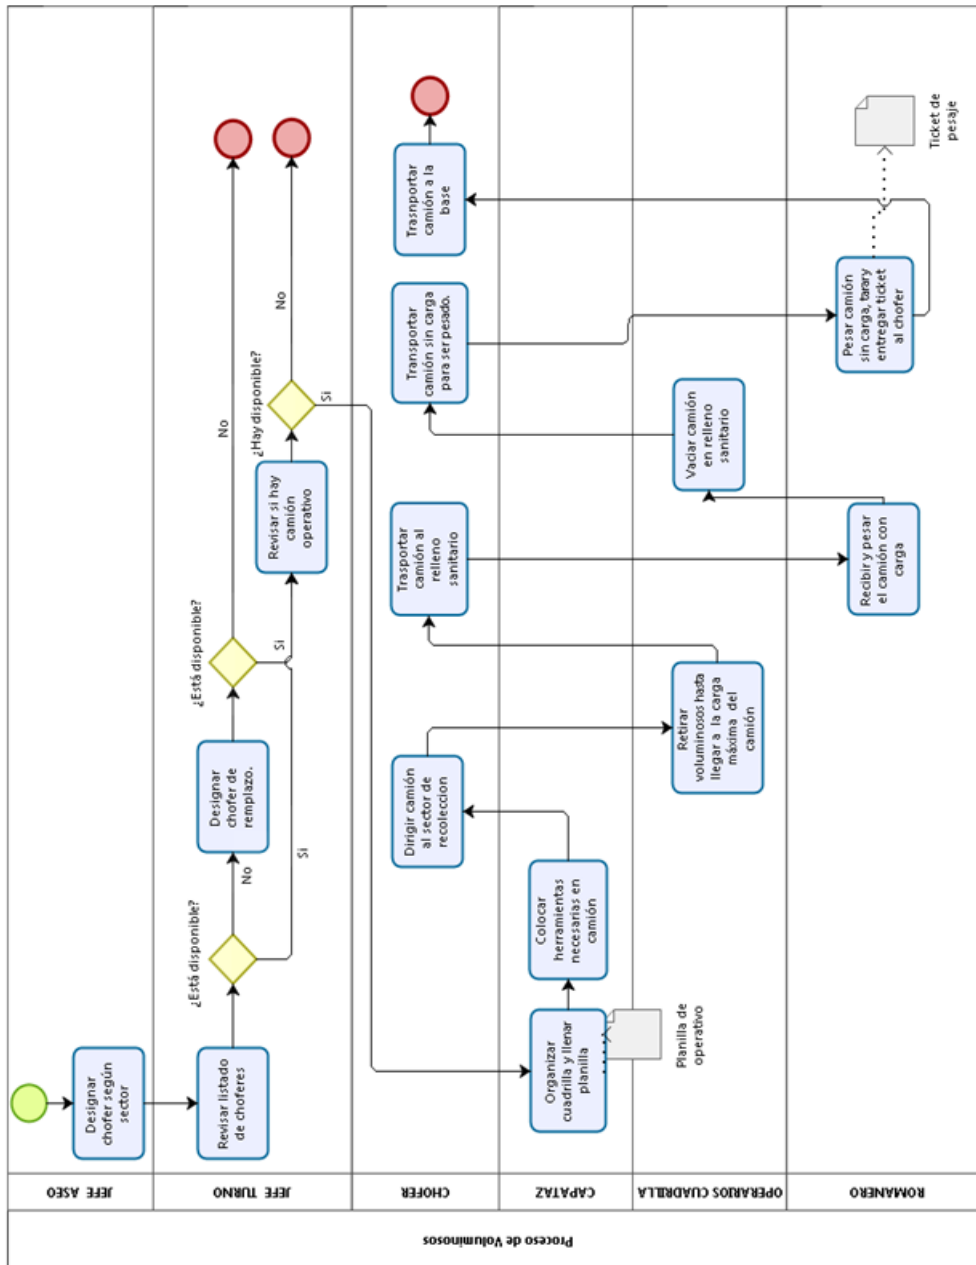 Proceso de Voluminosos
JEFE ASEO
JEFE TURNO
CHOFER
CAPATAZ
OPERARIOS CUADRILLA
ROMANERO
Designar
chofer según
sector
Revisar listado
de choferes
¿Está disponible?
No
Si
Designar
chofer de
remplazo.
¿Está disponible?
No
Si
Revisar si hay
camión
operativo
¿Hay disponible?
No
Si
Organizar
cuadrilla y llenar
planilla
Planilla de
operativo
Colocar
herramientas
necesarias en
camión
Dirigir camión
al sector de
recoleccion
Retirar
voluminosos hasta
llegar a la carga
máxima del
camión
Trasportar
camión al
relleno
sanitario
Recibir y pesar
el camión con
carga
Vaciar camión
en relleno
sanitario
Transportar
camión sin carga
para ser pesado.
Pesar camión
sin carga, tarar y
entregar ticket
al chofer
Ticket de
pesaje
Trasnportar
camión a la
base